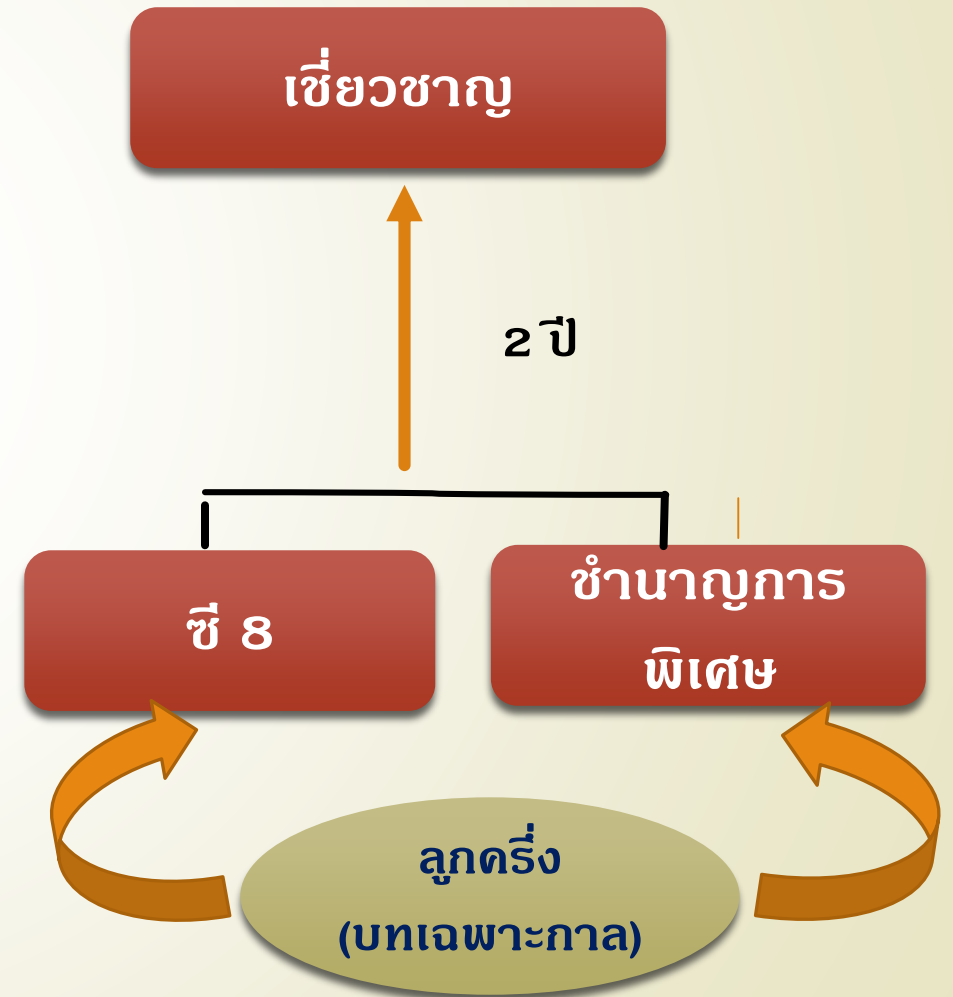 เชี่ยวชาญ
2 ปี
ซี 8
ชำนาญการ
พิเศษ
ลูกครึ่ง
(บทเฉพาะกาล)